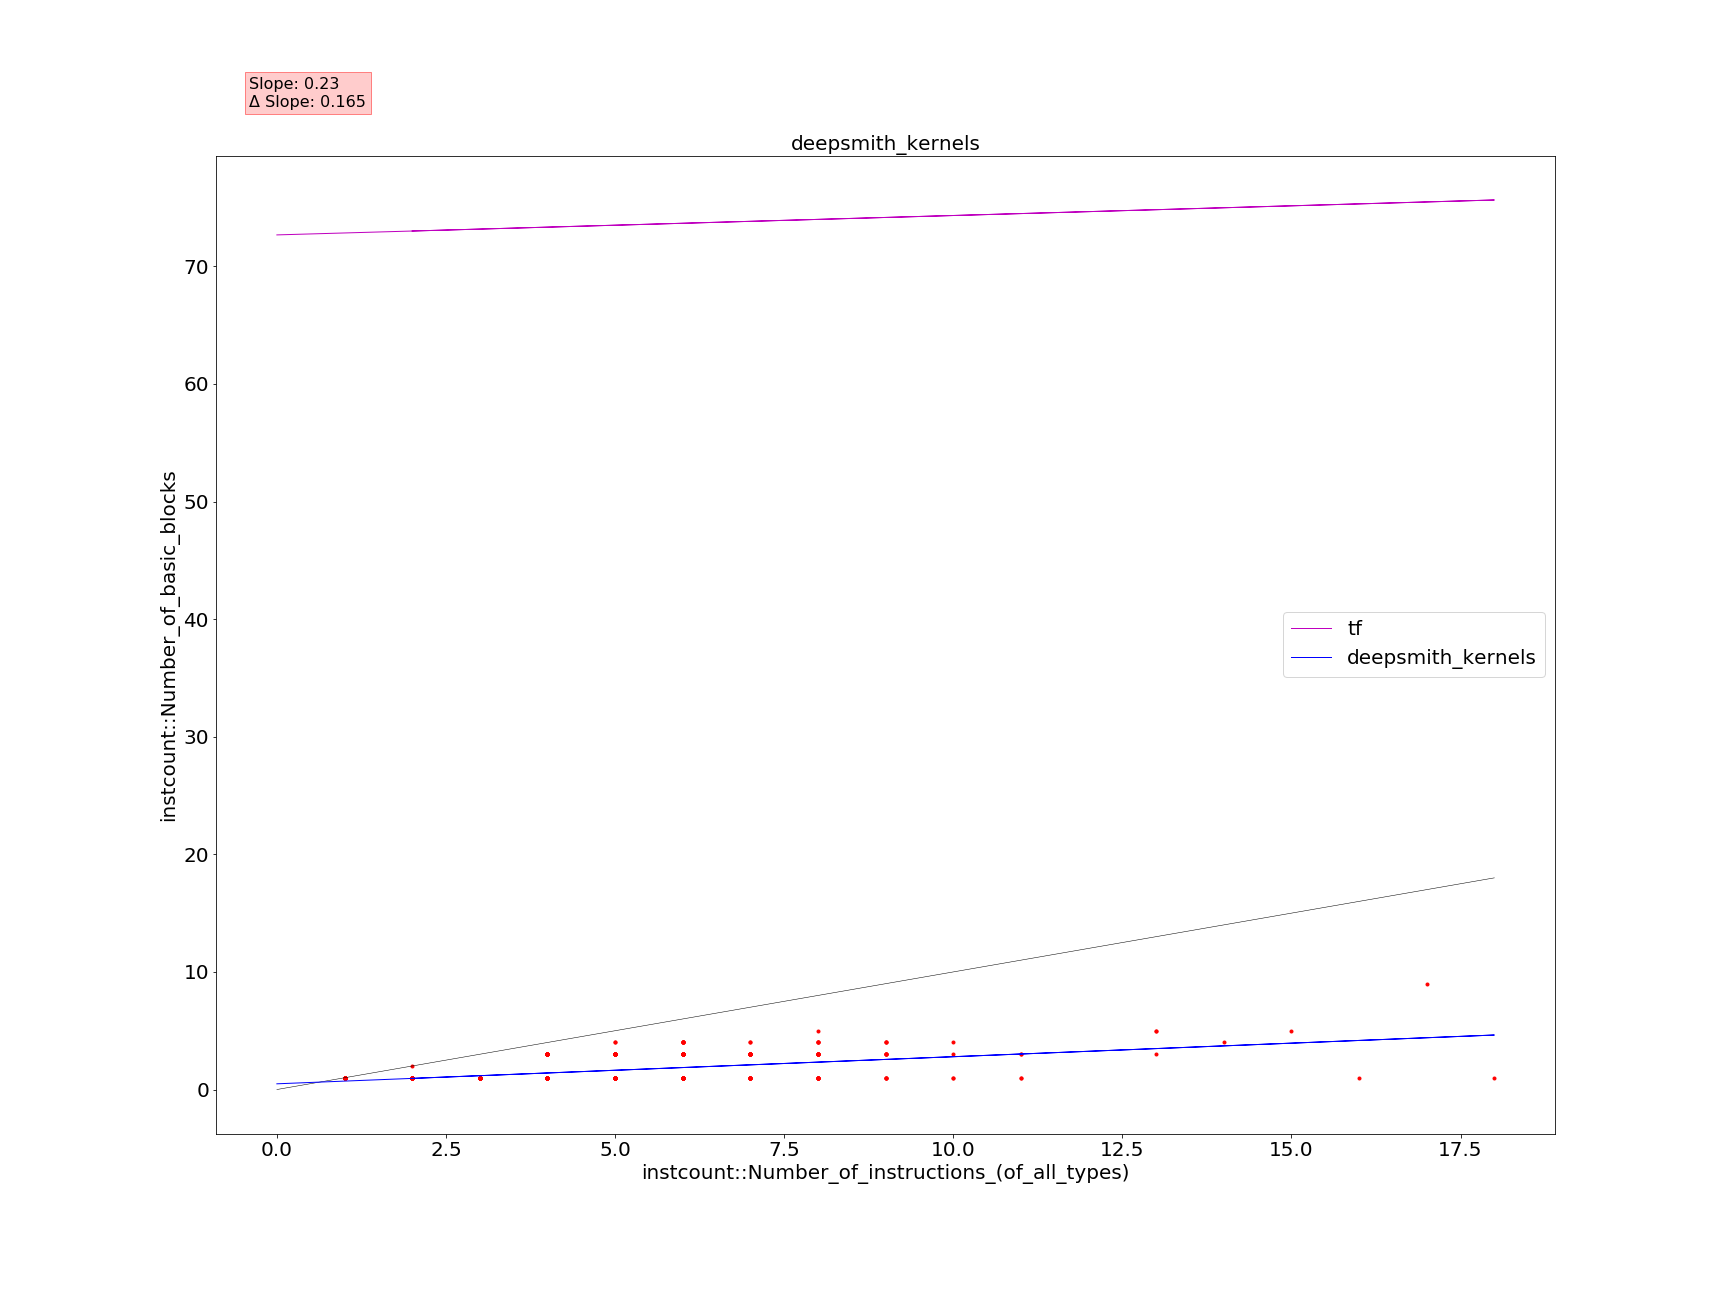 Slope: 0.23
Δ Slope: 0.165
deepsmith_kernels
instcount::Number_of_basic_blocks
70
60
50
40
30
20
10
0
tf
deepsmith_kernels
0.0 2.5 5.0 7.5 10.0 12.5 15.0 17.5
instcount::Number_of_instructions_(of_all_types)